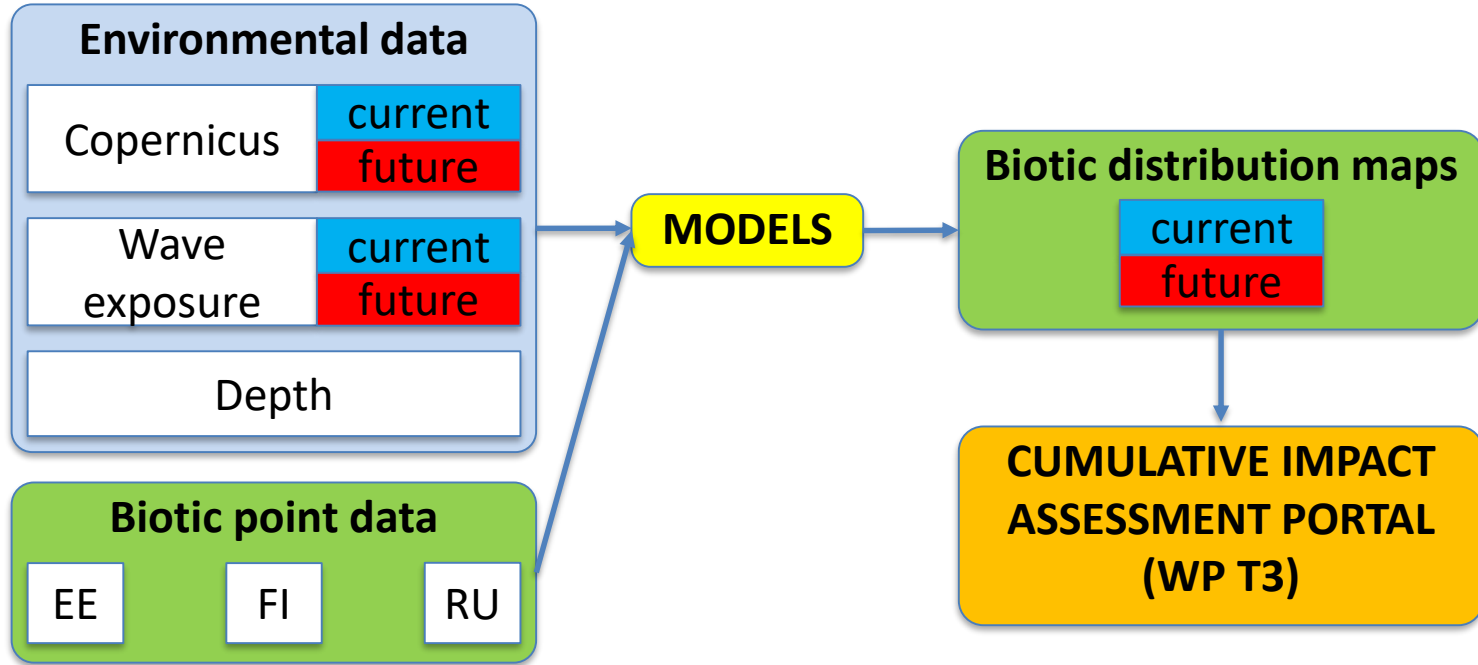 Environmental data
Copernicus
current
future
Wave
exposure
current
future
Depth
Biotic point data
EE
FI
RU
MODELS
Biotic distribution maps
current
future
CUMULATIVE IMPACT
ASSESSMENT PORTAL
(WP T3)